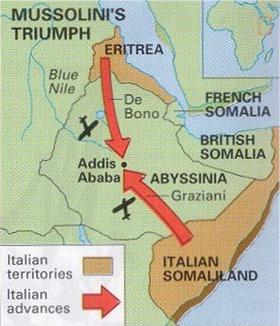 MUSSOLINI'S
TRIUMPH
ERITREA
Blue
Nile
De
Bono
FRENCH
SOMALIA
BRITISH
SOMALIA
Addis
Ababa
ABYSSINIA
Graziani
ITALIAN
SOMALILAND
Italian
territories
Italian
advances